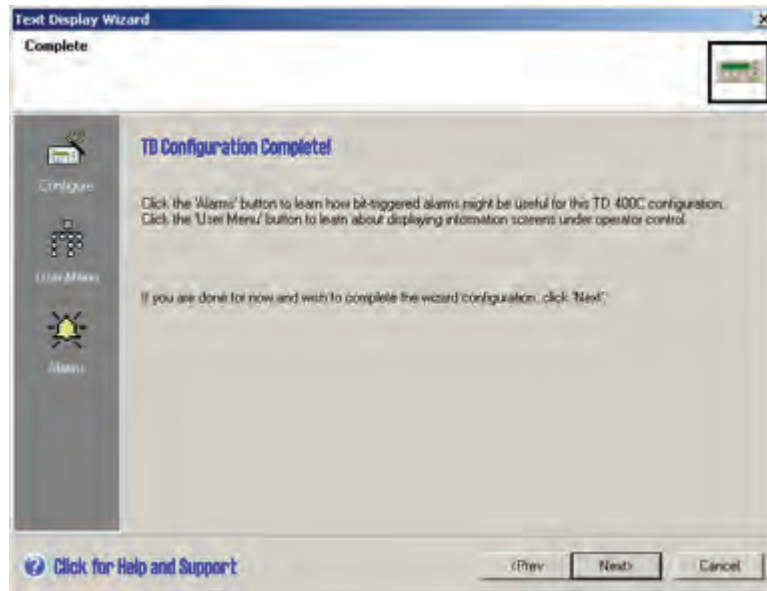 Text Display Wizard
Complete
TD Configuration Complete!
Configure
Click the 'Alarms' button to learn how bit-triggered alarms might be useful for this TD 400C configuration.
Click the 'User Menu' button to learn about displaying information screens under operator control.
User Menu
If you are done for now and wish to complete the wizard configuration, click 'Next'.
Alarms
Click for Help and Support
<Prev
Next>
Cancel